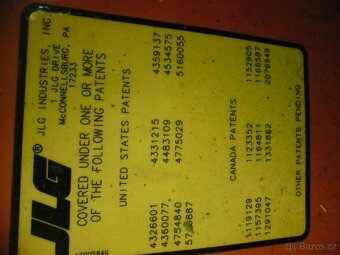 JLG® JLG INDUSTRIES, INC.
1 JLG DRIVE
McCONNELLSBURG, PA
17233
COVERED UNDER ONE OR MORE
OF THE FOLLOWING PATENTS
UNITED STATES PATENTS
4326601 4331215 4359137
4360077 4483109 4534575
4754840 4775029 5160055
CANADA PATENTS
1119129 1123352 1152905
1157395 1164811 1166587
1291047 1331862 2076949
OTHER PATENTS PENDING
Bazoš.cz